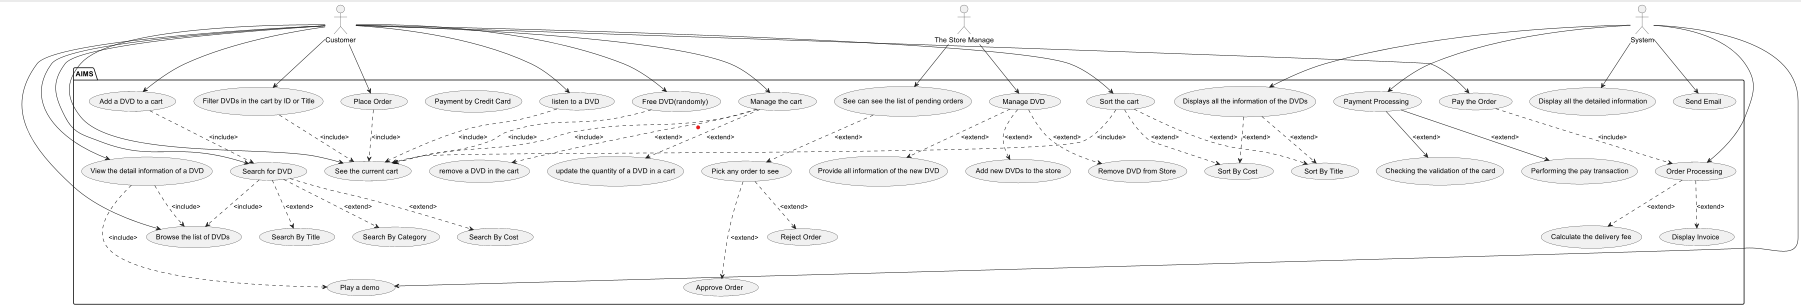 Customer
The Store Manage
System
AIMS
Add a DVD to a cart
Filter DVDs in the cart by ID or Title
Place Order
Payment by Credit Card
listen to a DVD
Free DVD(randomly)
Manage the cart
See can see the list of pending orders
Manage DVD
Sort the cart
Displays all the information of the DVDs
Payment Processing
Pay the Order
Display all the detailed information
Send Email
<include>
<include>
<include>
<include>
<include>
<include>
<extend>
<extend>
<extend>
<extend>
<extend>
<extend>
<include>
<extend>
<extend>
<extend>
<extend>
<extend>
<extend>
<include>
View the detail information of a DVD
Search for DVD
See the current cart
remove a DVD in the cart
update the quantity of a DVD in a cart
Pick any order to see
Provide all information of the new DVD
Add new DVDs to the store
Remove DVD from Store
Sort By Cost
Sort By Title
Checking the validation of the card
Performing the pay transaction
Order Processing
<include>
<include>
<extend>
<extend>
<extend>
<extend>
<extend>
<extend>
<include>
Browse the list of DVDs
Search By Title
Search By Category
Search By Cost
<extend>
Reject Order
Calculate the delivery fee
Display Invoice
Play a demo
Approve Order